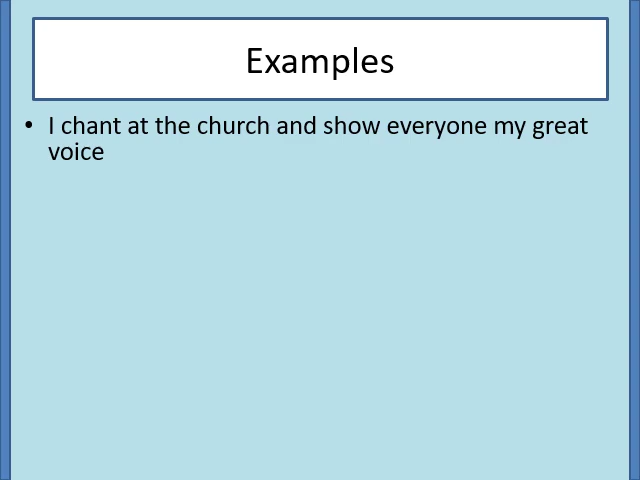 Examples
• I chant at the church and show everyone my great
voice